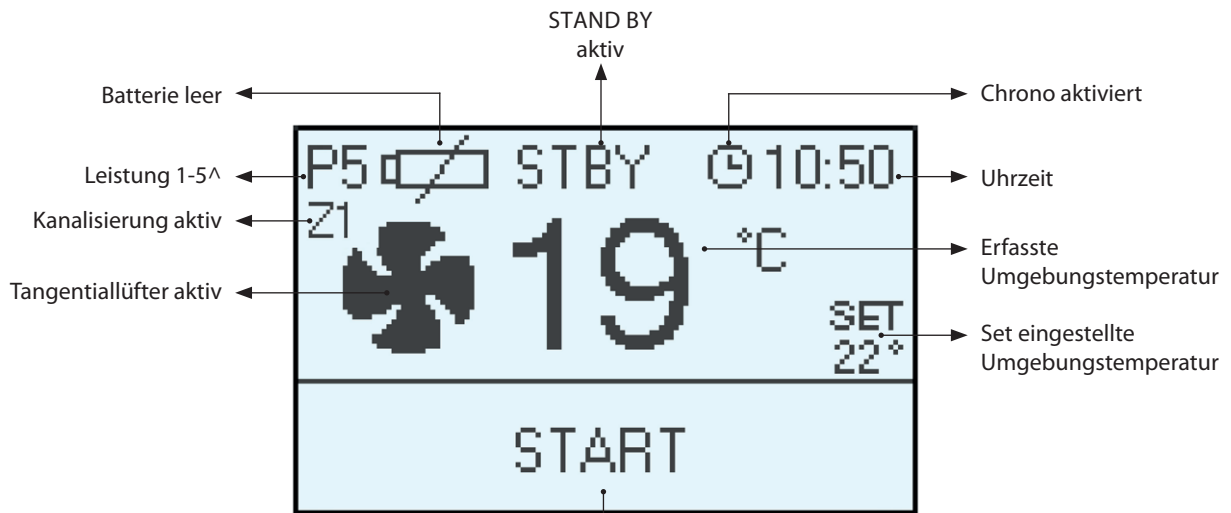 STAND BY
aktiv
Batterie leer
Chrono aktiviert
P5 STBY 10:50
Leistung 1-5^
Uhrzeit
Kanalisierung aktiv
Z1
19 °C
Erfasste
Umgebungstemperatur
Tangentiallüfter aktiv
SET
22°
Set eingestellte
Umgebungstemperatur
START